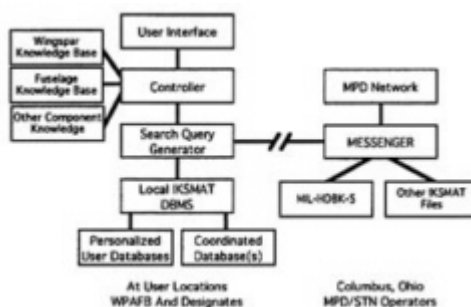 Wingspar
Knowledge Base
Fuselage
Knowledge Base
Other Component
Knowledge
User Interface
Controller
Search Query
Generator
Local IKSMAT
DBMS
Personalized
User Databases
Coordinated
Database(s)
At User Locations
WPAFB And Designates
MPD Network
MESSENGER
MIL-HDBK-5
Other IKSMAT
Files
Columbus, Ohio
MPD/STN Operators